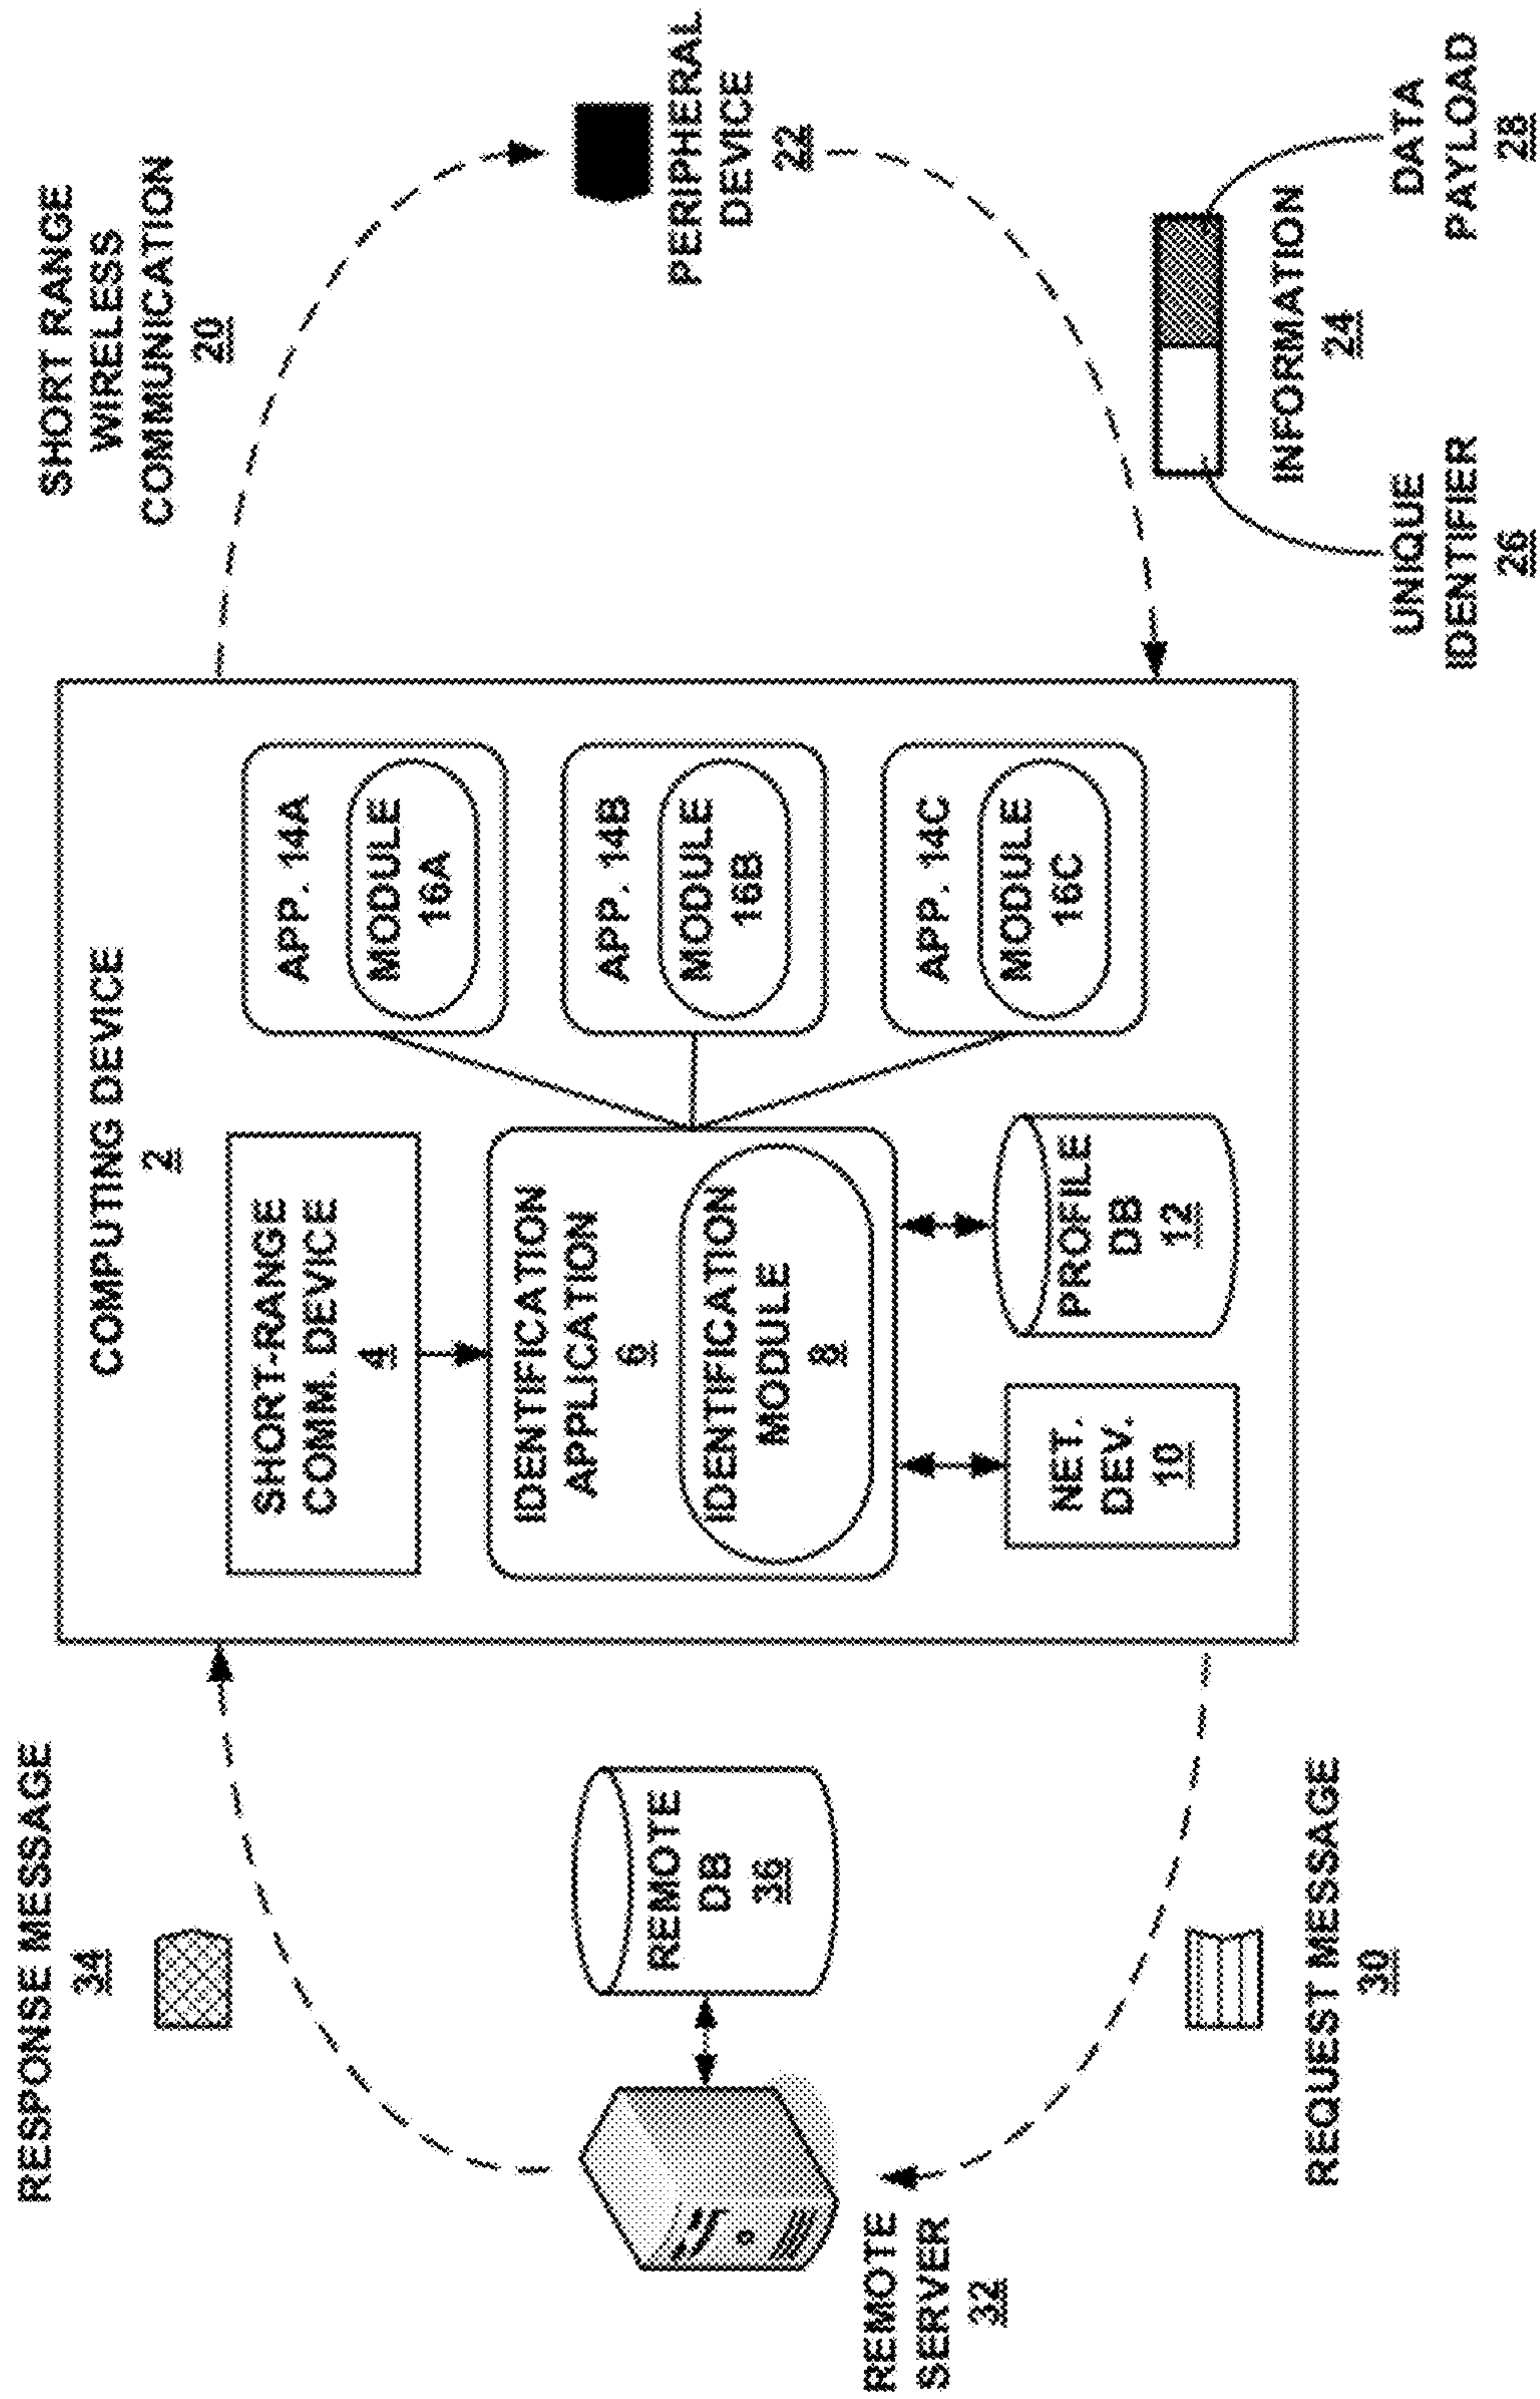 RESPONSE MESSAGE
34
REMOTE
SERVER
32
REMOTE
DB
36
REQUEST MESSAGE
30
COMPUTING DEVICE
2
SHORT-RANGE
COMM. DEVICE
4
IDENTIFICATION
APPLICATION
6
IDENTIFICATION
MODULE
8
NET.
DEV.
10
PROFILE
DB
12
APP. 14A
MODULE
16A
APP. 14B
MODULE
16B
APP. 14C
MODULE
16C
SHORT RANGE
WIRELESS
COMMUNICATION
20
PERIPHERAL
DEVICE
22
INFORMATION
24
UNIQUE
IDENTIFIER
26
DATA
PAYLOAD
28